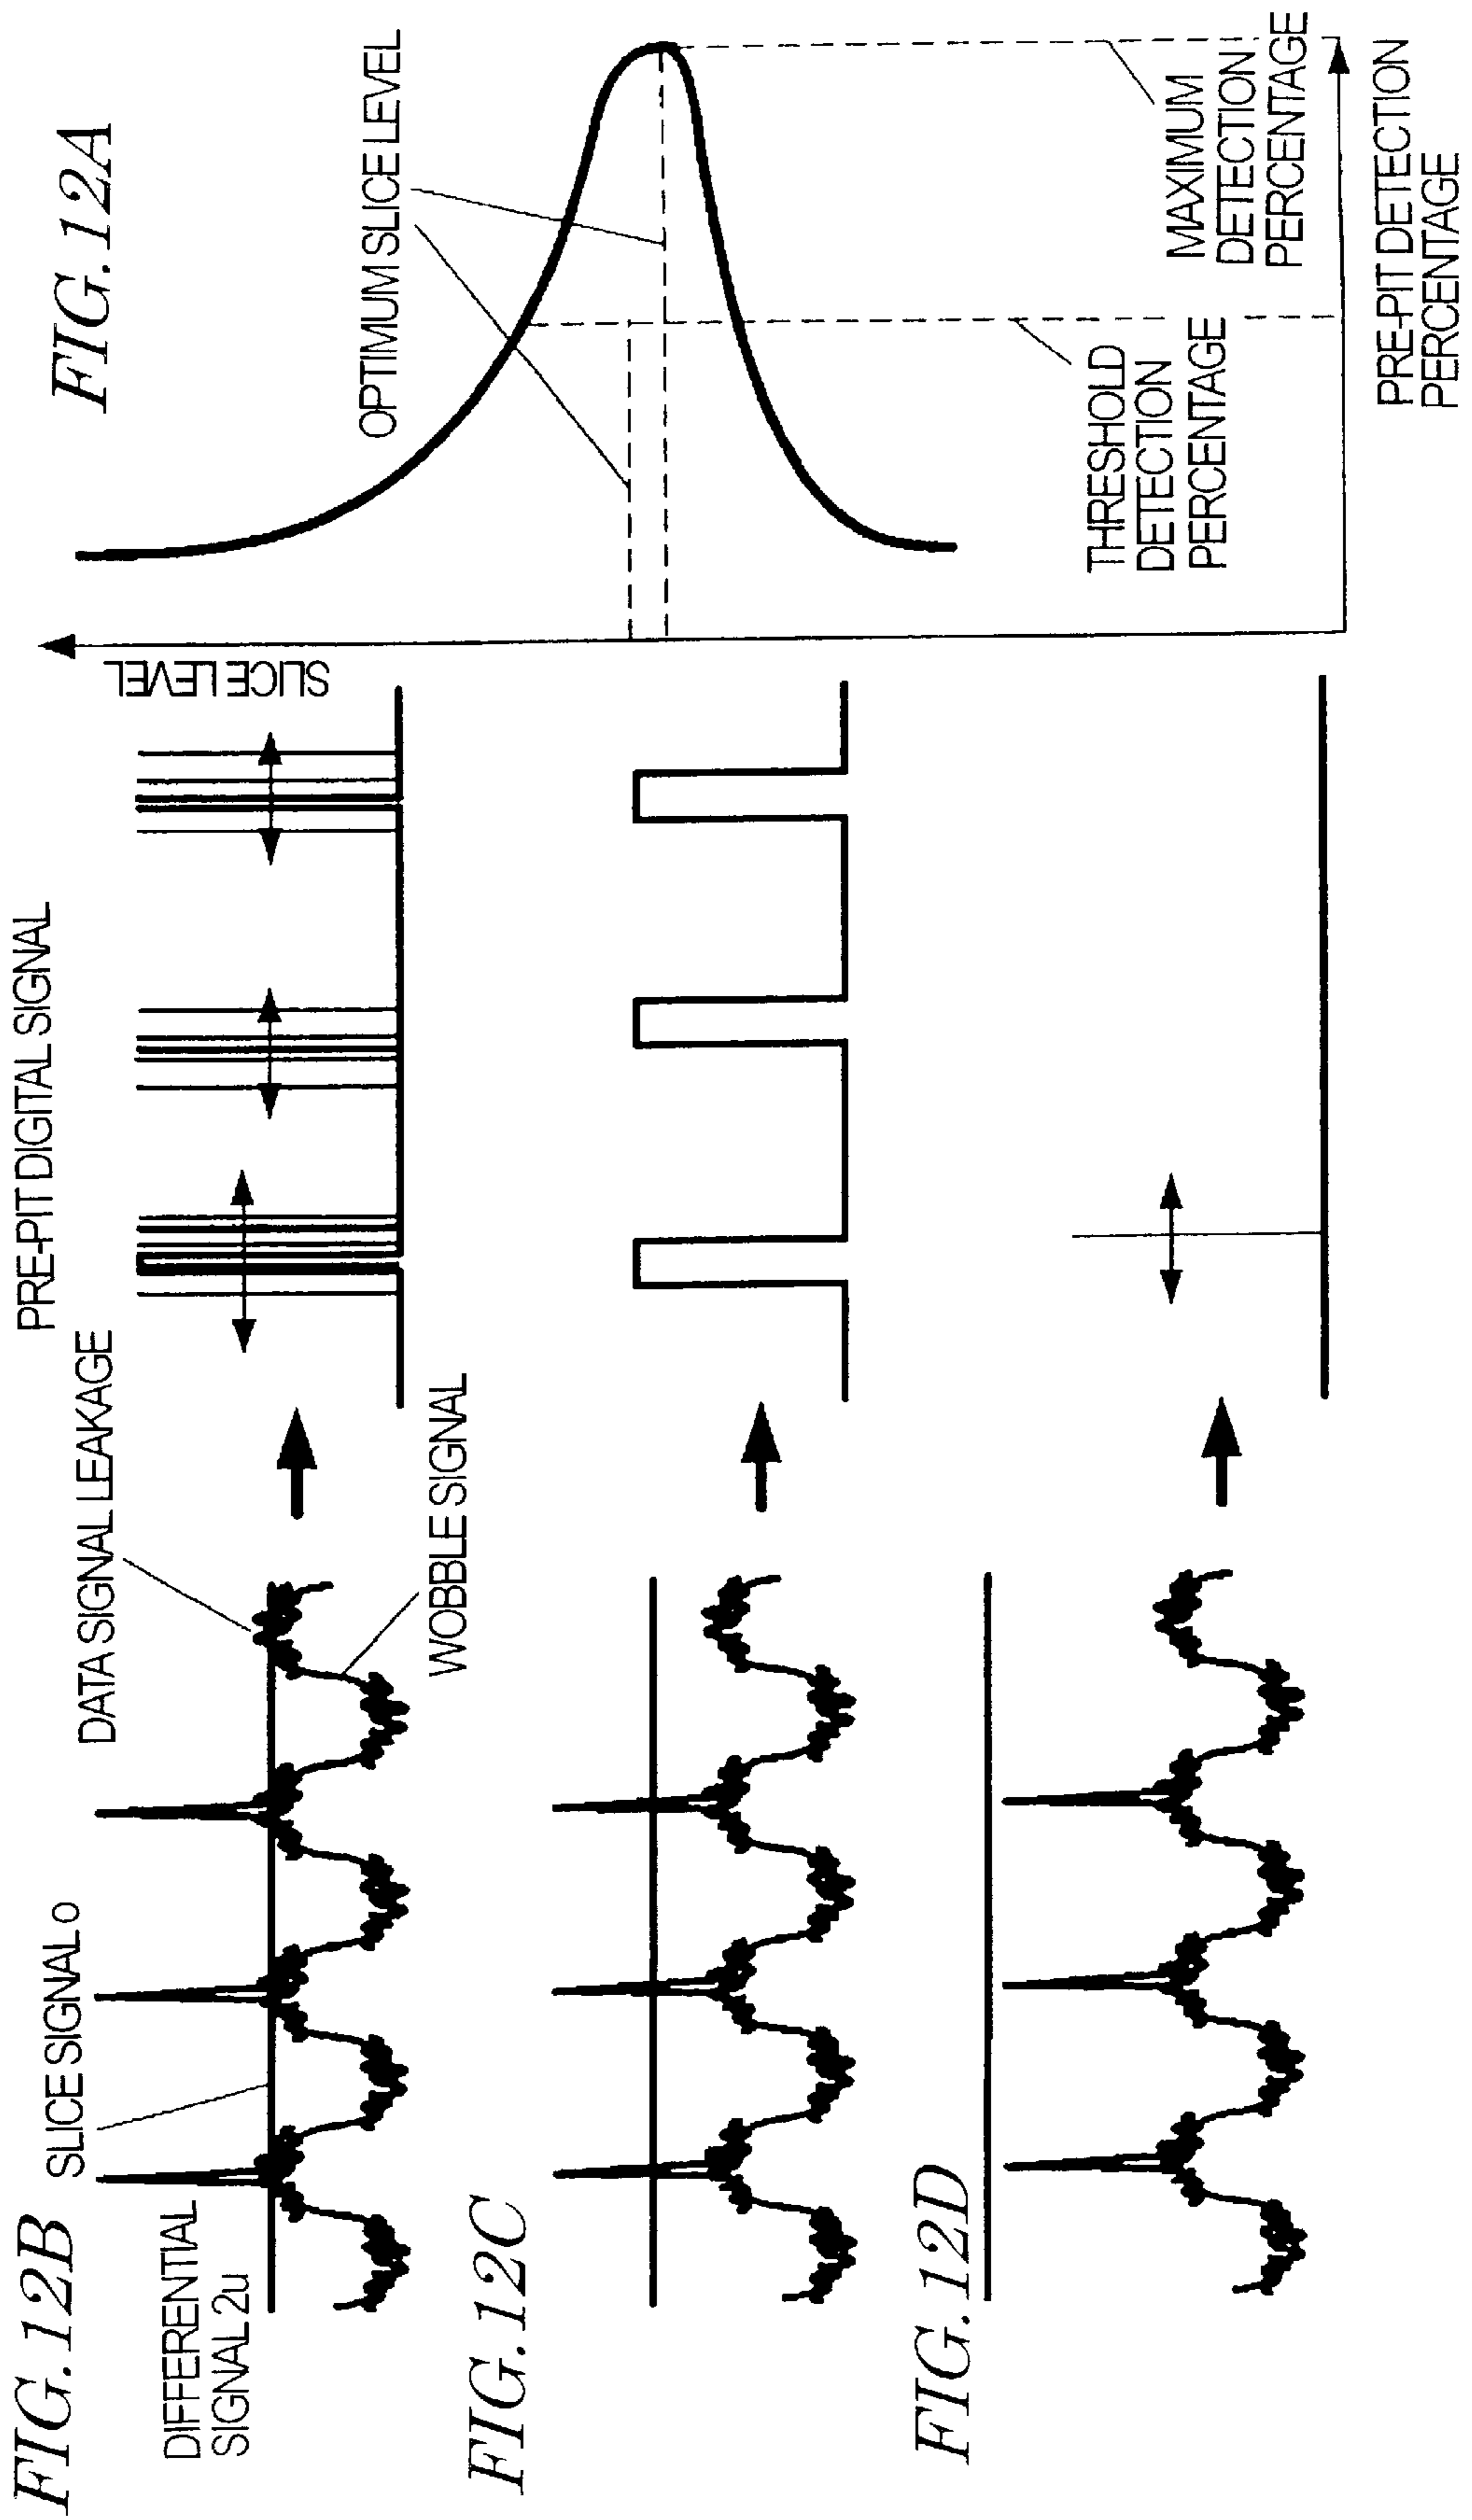 FIG.12B
SLICE SIGNAL o
DIFFERENTIAL
SIGNAL 2u
DATA SIGNAL LEAKAGE
WOBBLE SIGNAL
PRE-PIT DIGITAL SIGNAL
FIG.12C
FIG.12D
FIG.12A
SLICE LEVEL
OPTIMUM SLICE LEVEL
THRESHOLD
DETECTION
PERCENTAGE
MAXIMUM
DETECTION
PERCENTAGE
PRE-PIT DETECTION
PERCENTAGE